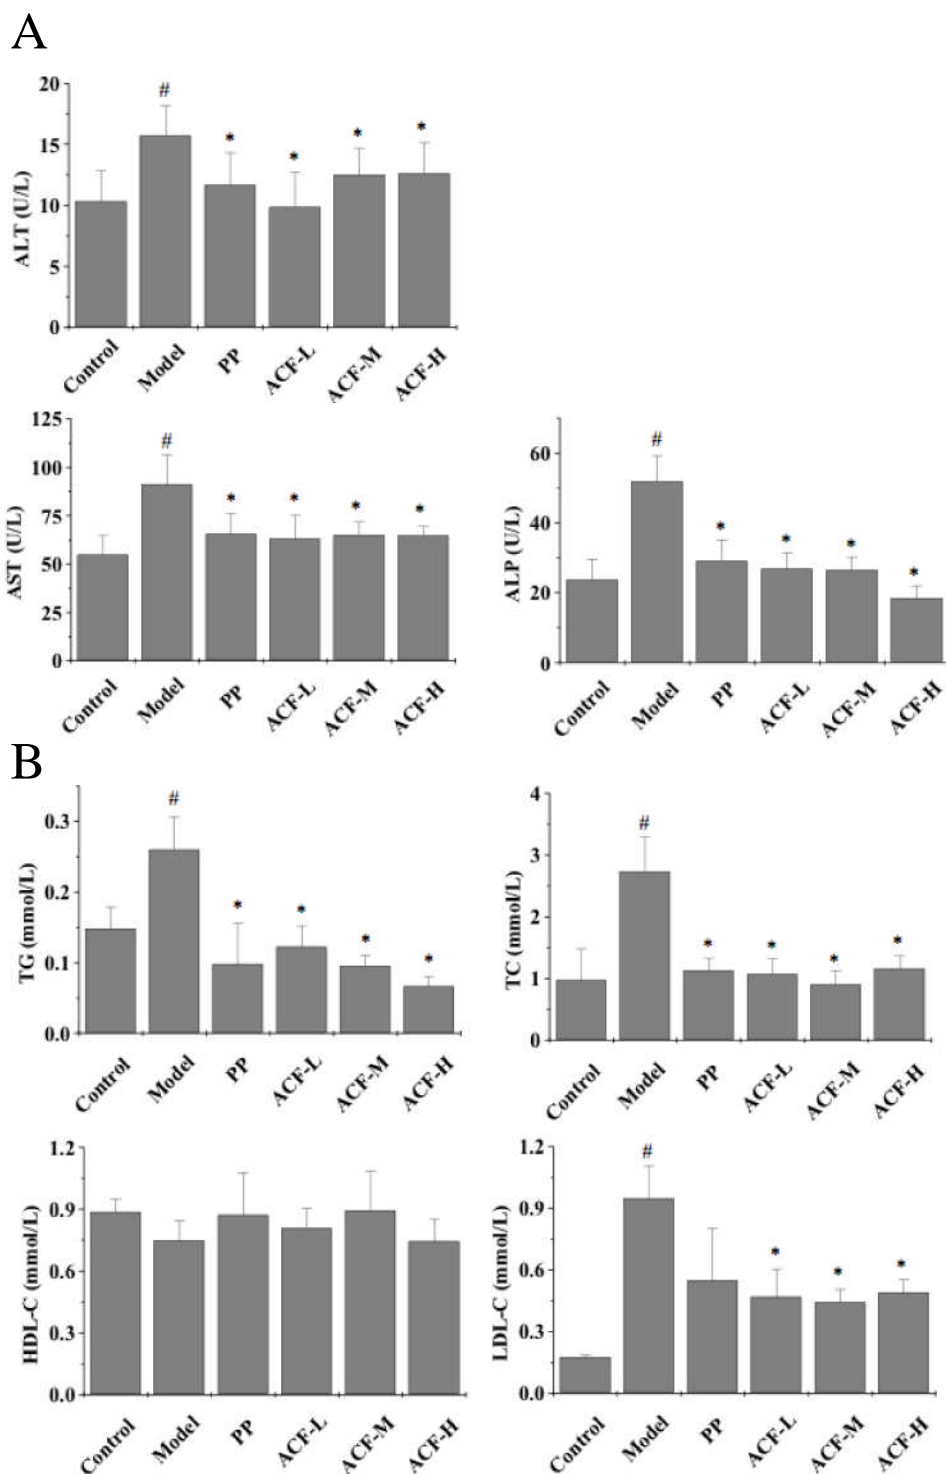 A
ALT (U/L)
20
15
10
5
0
#
*
*
*
*
Control
Model
PP
ACF-L
ACF-M
ACF-H
AST (U/L)
125
100
75
50
25
0
#
*
*
*
*
Control
Model
PP
ACF-L
ACF-M
ACF-H
ALP (U/L)
60
40
20
0
#
*
*
*
*
Control
Model
PP
ACF-L
ACF-M
ACF-H
B
TG (mmol/L)
0.3
0.2
0.1
0.0
#
*
*
*
*
Control
Model
PP
ACF-L
ACF-M
ACF-H
TC (mmol/L)
4
3
2
1
0
#
*
*
*
*
Control
Model
PP
ACF-L
ACF-M
ACF-H
HDL-C (mmol/L)
1.2
0.9
0.6
0.3
0.0
Control
Model
PP
ACF-L
ACF-M
ACF-H
LDL-C (mmol/L)
1.2
0.9
0.6
0.3
0.0
#
*
*
*
Control
Model
PP
ACF-L
ACF-M
ACF-H